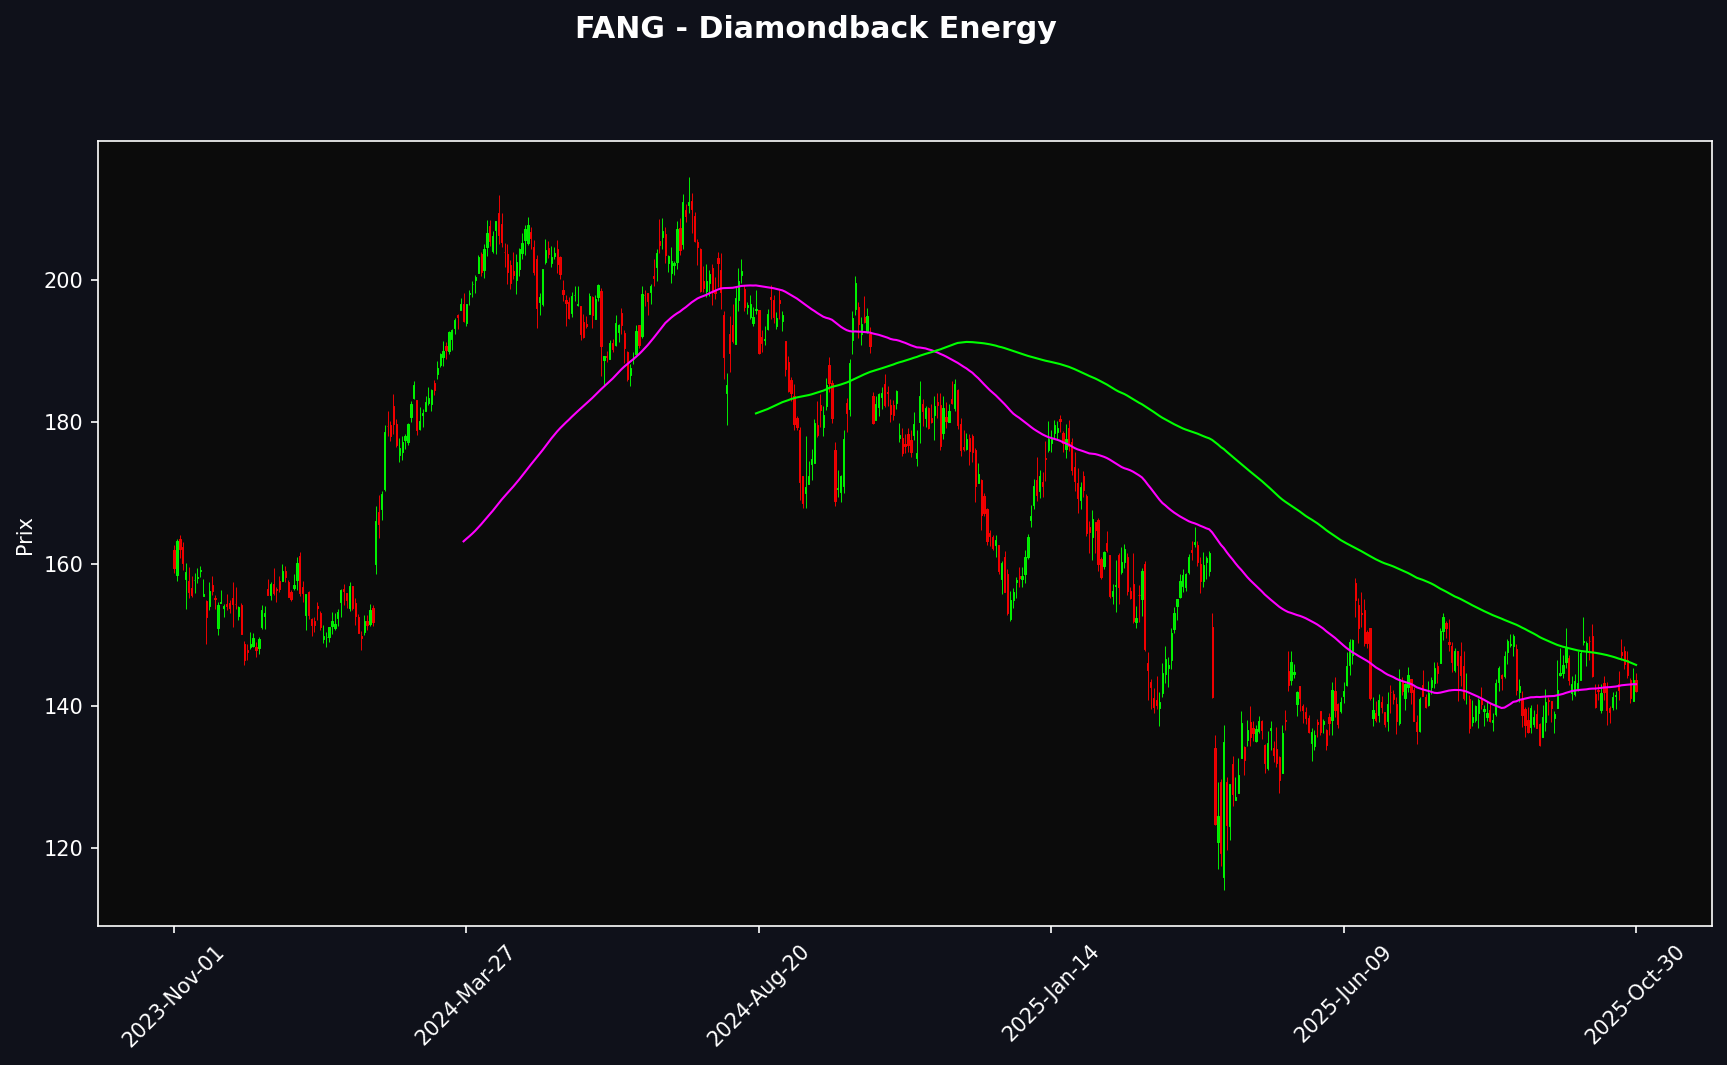 FANG - Diamondback Energy
Prix
200
180
160
140
120
2023-Nov-01
2024-Mar-27
2024-Aug-20
2025-Jan-14
2025-Jun-09
2025-Oct-30